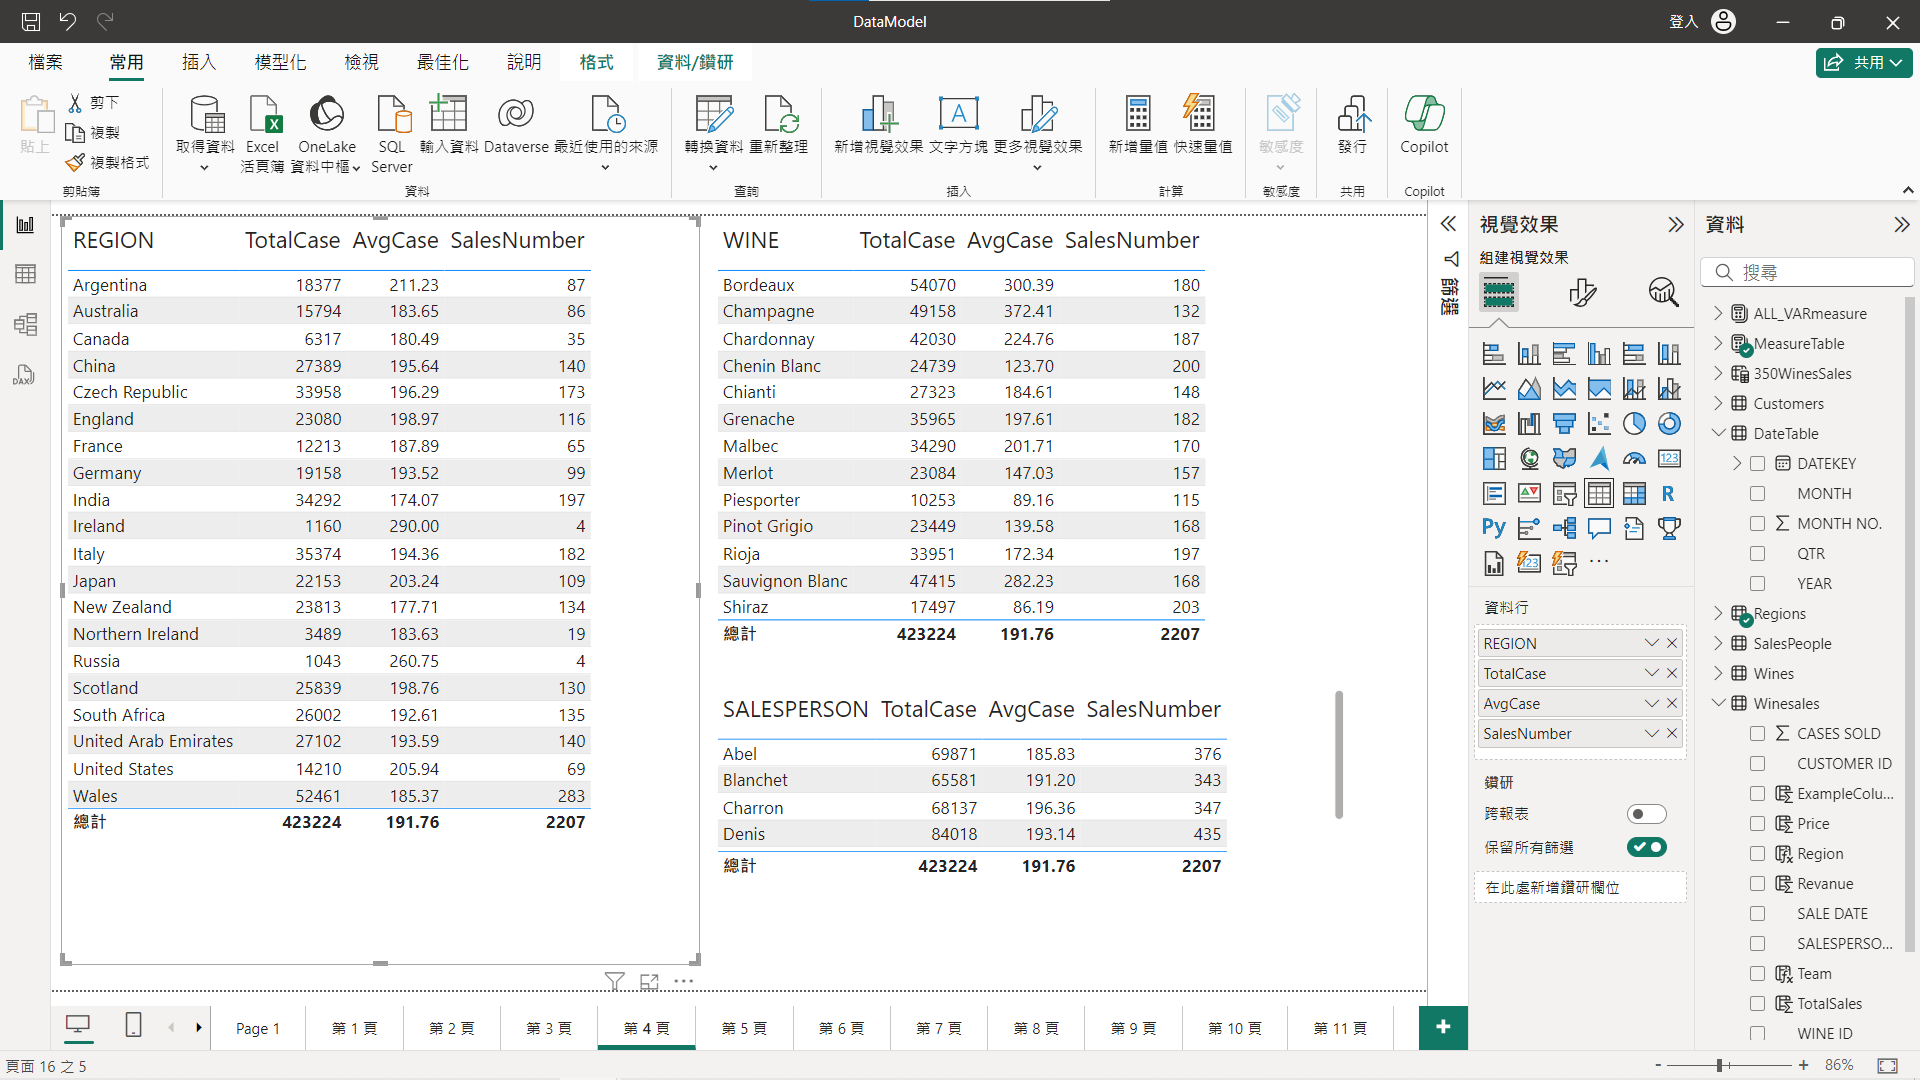 DataModel
登入
檔案 常用 插入 模型化 檢視 最佳化 說明 格式 資料/鑽研
共用
貼上
剪下
複製
複製格式
剪貼簿
取得資料
Excel
活頁簿
OneLake
資料中樞
SQL
Server
輸入資料
Dataverse
最近使用的來源
資料
轉換資料
重新整理
查詢
新增視覺效果
文字方塊
更多視覺效果
插入
新增量值
快速量值
計算
敏感度
敏感度
發行
共用
Copilot
Copilot
REGION TotalCase AvgCase SalesNumber
Argentina 18377 211.23 87
Australia 15794 183.65 86
Canada 6317 180.49 35
China 27389 195.64 140
Czech Republic 33958 196.29 173
England 23080 198.97 116
France 12213 187.89 65
Germany 19158 193.52 99
India 34292 174.07 197
Ireland 1160 290.00 4
Italy 35374 194.36 182
Japan 22153 203.24 109
New Zealand 23813 177.71 134
Northern Ireland 3489 183.63 19
Russia 1043 260.75 4
Scotland 25839 198.76 130
South Africa 26002 192.61 135
United Arab Emirates 27102 193.59 140
United States 14210 205.94 69
Wales 52461 185.37 283
總計 423224 191.76 2207
WINE TotalCase AvgCase SalesNumber
Bordeaux 54070 300.39 180
Champagne 49158 372.41 132
Chardonnay 42030 224.76 187
Chenin Blanc 24739 123.70 200
Chianti 27323 184.61 148
Grenache 35965 197.61 182
Malbec 34290 201.71 170
Merlot 23084 147.03 157
Piesporter 10253 89.16 115
Pinot Grigio 23449 139.58 168
Rioja 33951 172.34 197
Sauvignon Blanc 47415 282.23 168
Shiraz 17497 86.19 203
總計 423224 191.76 2207
SALESPERSON TotalCase AvgCase SalesNumber
Abel 69871 185.83 376
Blanchet 65581 191.20 343
Charron 68137 196.36 347
Denis 84018 193.14 435
總計 423224 191.76 2207
篩選
視覺效果
組建視覺效果
123
R
Py
123
資料行
REGION
TotalCase
AvgCase
SalesNumber
鑽研
跨報表
保留所有篩選
在此處新增鑽研欄位
資料
搜尋
ALL_VARmeasure
MeasureTable
350WinesSales
Customers
DateTable
DATEKEY
MONTH
MONTH NO.
QTR
YEAR
Regions
SalesPeople
Wines
Winesales
CASES SOLD
CUSTOMER ID
ExampleColu...
Price
Region
Revanue
SALE DATE
SALESPERSO...
Team
TotalSales
WINE ID
DAX
Page 1 第 1 頁 第 2 頁 第 3 頁 第 4 頁 第 5 頁 第 6 頁 第 7 頁 第 8 頁 第 9 頁 第 10 頁 第 11 頁
頁面 16 之 5
- + 86%